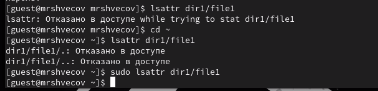 [guest@mrshvecov mrshvecov]$ lsattr dir1/file1
lsattr: Отказано в доступе while trying to stat dir1/file1
[guest@mrshvecov mrshvecov]$ cd ~
[guest@mrshvecov ~]$ lsattr dir1/file1
dir1/file1/.: Отказано в доступе
dir1/file1/..: Отказано в доступе
[guest@mrshvecov ~]$ sudo lsattr dir1/file1